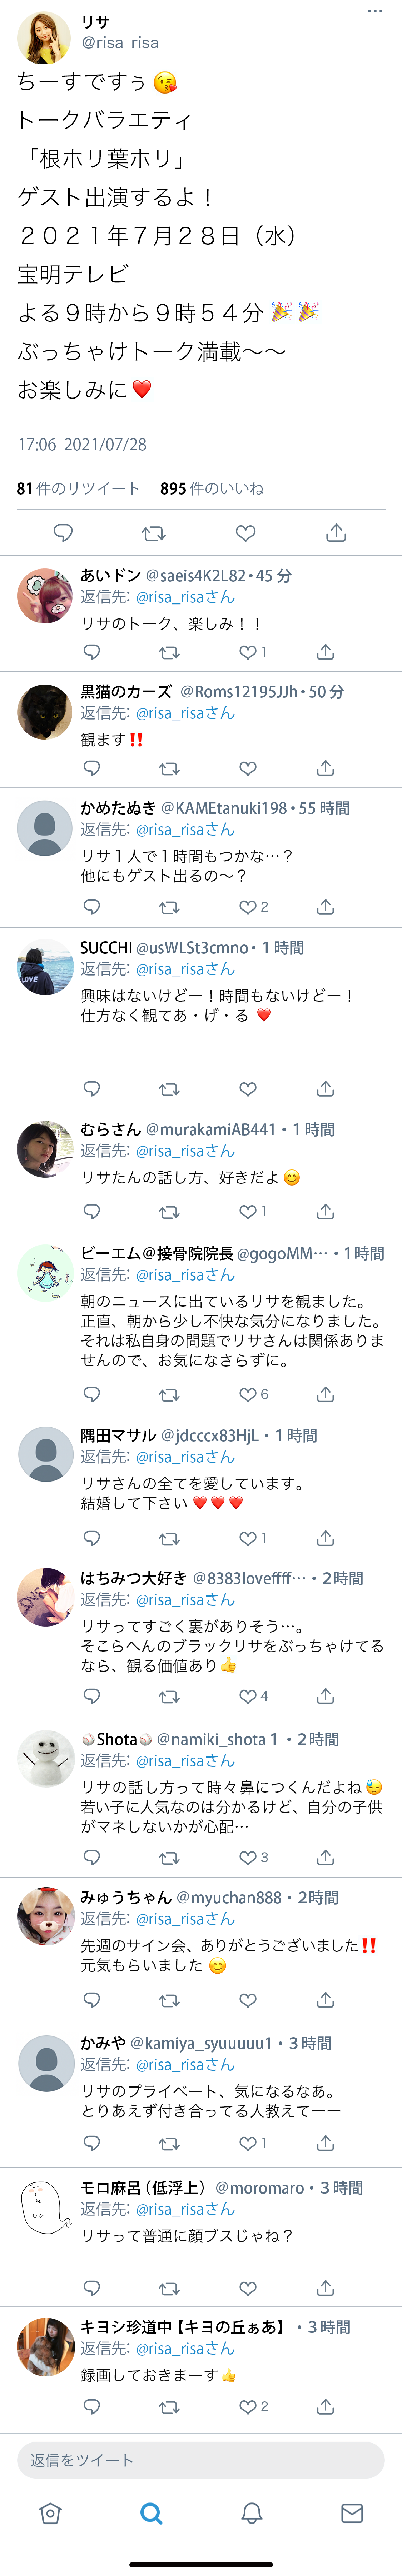 リサ
@risa_risa
ちーすですぅ😘
トークバラエティ
「根ホリ葉ホリ」
ゲスト出演するよ！
２０２１年７月２８日（水）
宝明テレビ
よる９時から９時５４分🎉🎉
ぶっちゃけトーク満載〜〜
お楽しみに❤️
17:06 2021/07/28
81件のリツイート 895件のいいね
あいドン @saeis4K2L82・45 分
返信先: @risa_risaさん
リサのトーク、楽しみ！！
1
黒猫のカーズ @Roms12195JJh・50 分
返信先: @risa_risaさん
観ます‼️
かめたぬき @KAMEtanuki198・55 時間
返信先: @risa_risaさん
リサ１人で１時間もつかな…？
他にもゲスト出るの〜？
2
SUCCHI @usWLSt3cmno・１時間
返信先: @risa_risaさん
興味はないけどー！時間もないけどー！
仕方なく観てあ・げ・る ❤️
LOVE
むらさん @murakamiAB441・１時間
返信先: @risa_risaさん
リサたんの話し方、好きだよ😊
1
ビーエム＠接骨院院長 @gogoMM…・1時間
返信先: @risa_risaさん
朝のニュースに出ているリサを観ました。
正直、朝から少し不快な気分になりました。
それは私自身の問題でリサさんは関係ありま
せんので、お気になさらずに。
6
隅田マサル @jdcccx83HjL・１時間
返信先: @risa_risaさん
リサさんの全てを愛しています。
結婚して下さい❤️❤️❤️
1
はちみつ大好き @8383loveffff…・２時間
返信先: @risa_risaさん
リサってすごく裏がありそう…。
そこらへんのブラックリサをぶっちゃけてる
なら、観る価値あり👍
4
⚾Shota⚾ @namiki_shota１・２時間
返信先: @risa_risaさん
リサの話し方って時々鼻につくんだよね😓
若い子に人気なのは分かるけど、自分の子供
がマネしないかが心配…
3
みゅうちゃん @myuchan888・２時間
返信先: @risa_risaさん
先週のサイン会、ありがとうございました‼️
元気もらいました😊
かみや @kamiya_syuuuuu1・３時間
返信先: @risa_risaさん
リサのプライベート、気になるなあ。
とりあえず付き合ってる人教えてーー
1
モロ麻呂（低浮上） @moromaro・３時間
返信先: @risa_risaさん
リサって普通に顔ブスじゃね？
キヨシ珍道中【キヨの丘ぁあ】・３時間
返信先: @risa_risaさん
録画しておきまーす👍
2
返信をツイート